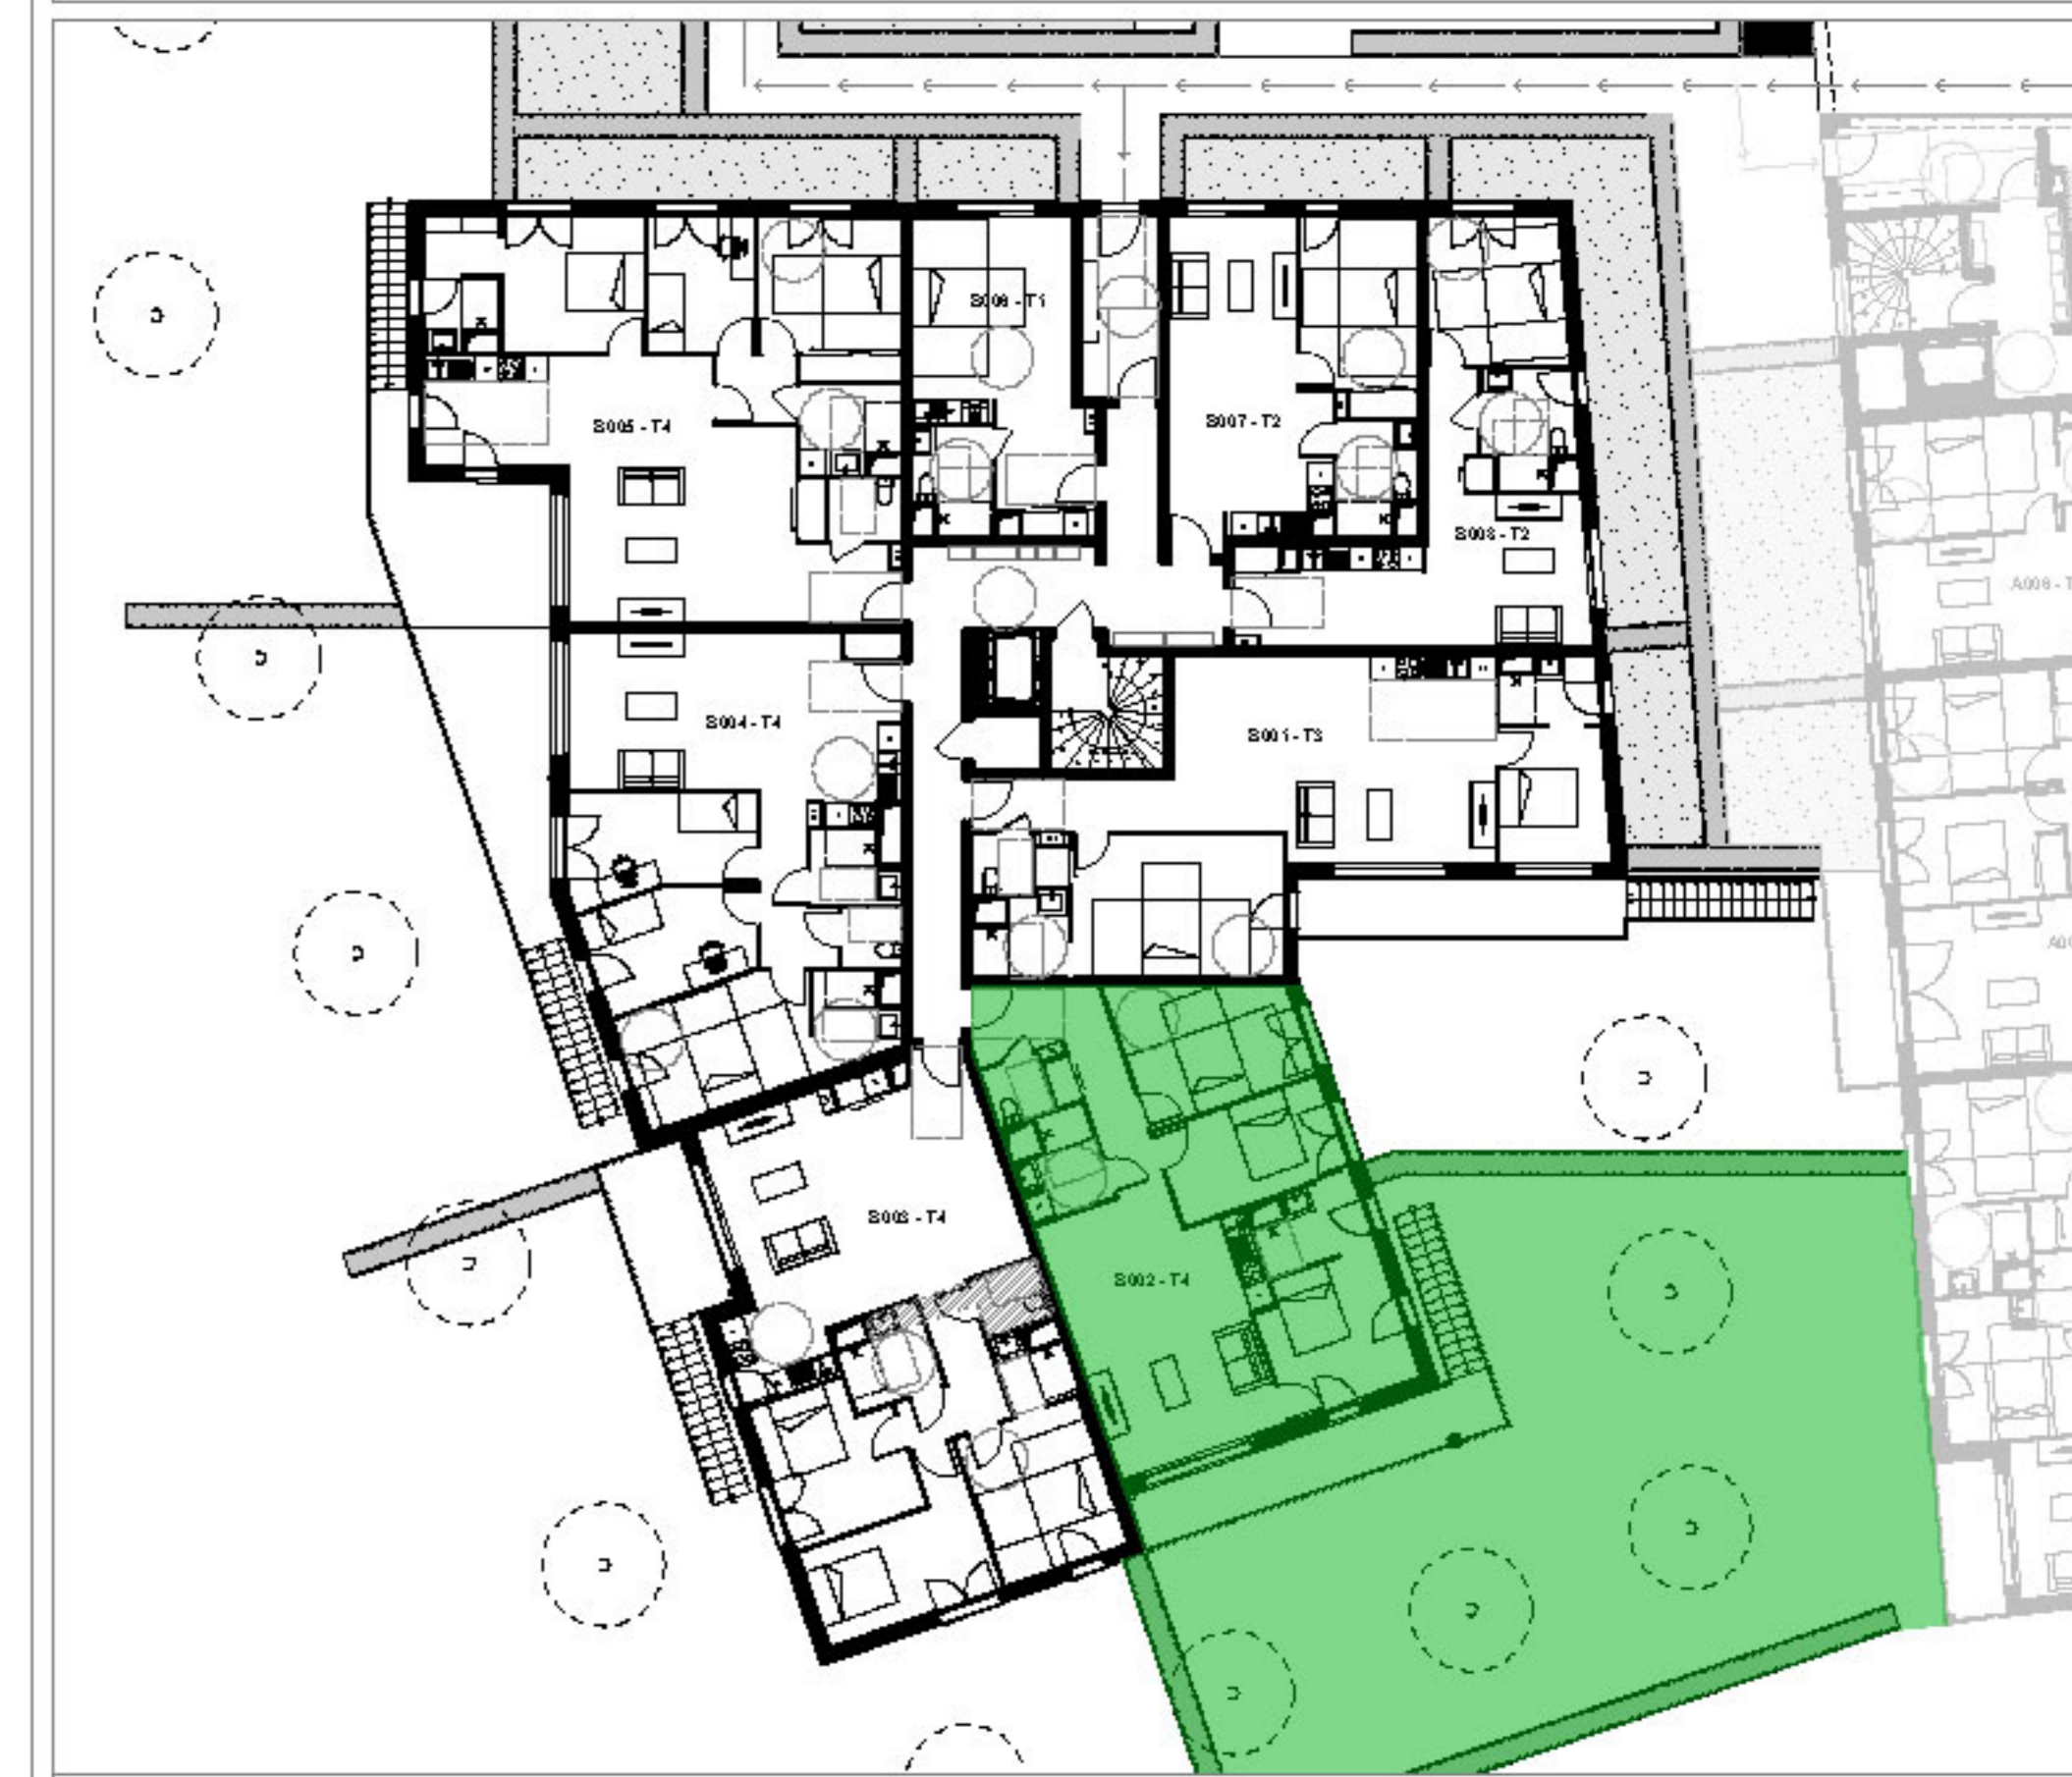 S006 - T1
S005 - T4
S007 - T2
S008 - T2
S004 - T4
S001 - T3
S003 - T4
S002 - T4